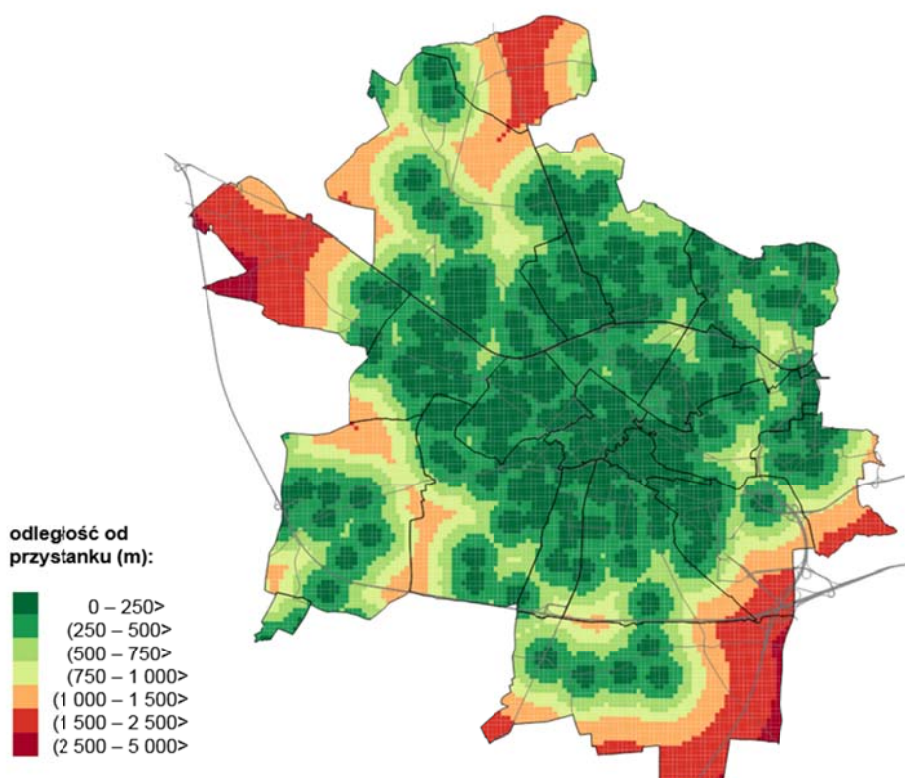 odległość od
przystanku (m):
0 – 250>
(250 – 500>
(500 – 750>
(750 – 1 000>
(1 000 – 1 500>
(1 500 – 2 500>
(2 500 – 5 000>